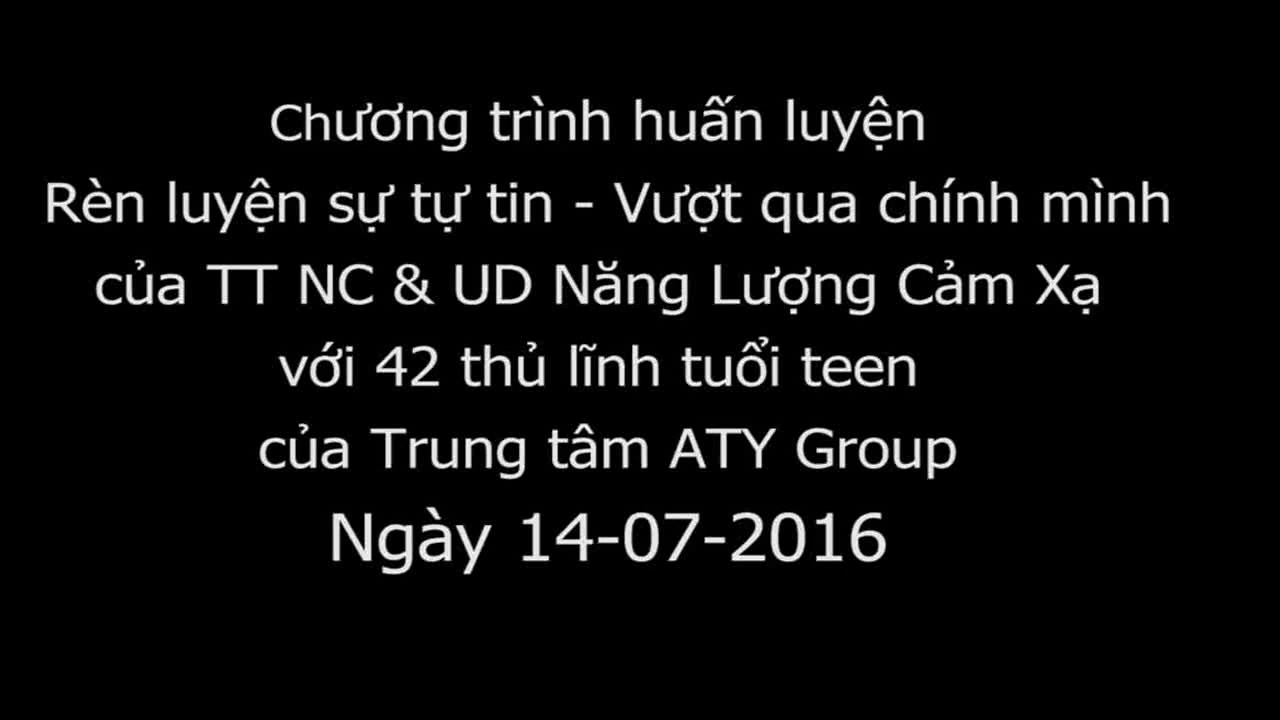 Chương trình huấn luyện
Rèn luyện sự tự tin - Vượt qua chính mình
của TT NC & UD Năng Lượng Cảm Xạ
với 42 thủ lĩnh tuổi teen
của Trung tâm ATY Group
Ngày 14-07-2016